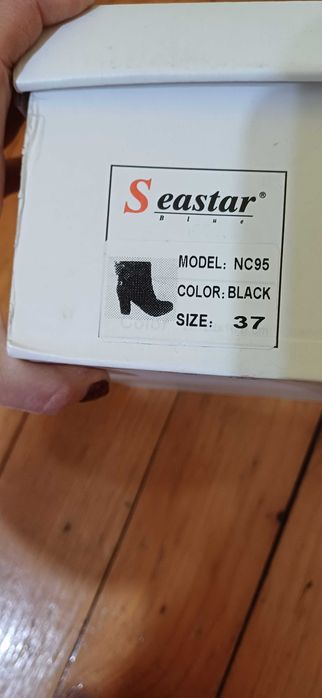 Seastar®
Blue
MODEL: NC95
COLOR: BLACK
SIZE: 37